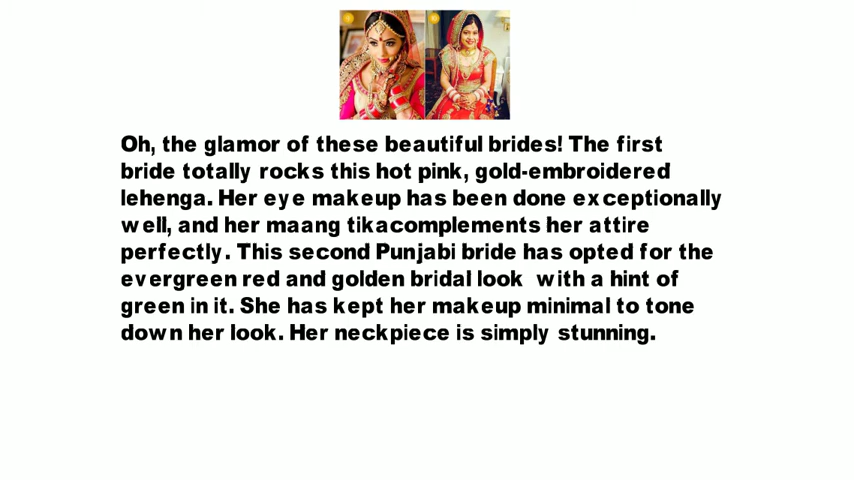 Oh, the glamor of these beautiful brides! The first
bride totally rocks this hot pink, gold-embroidered
lehenga. Her eye makeup has been done exceptionally
well, and her maang tikacomplements her attire
perfectly. This second Punjabi bride has opted for the
evergreen red and golden bridal look with a hint of
green in it. She has kept her makeup minimal to tone
down her look. Her neckpiece is simply stunning.